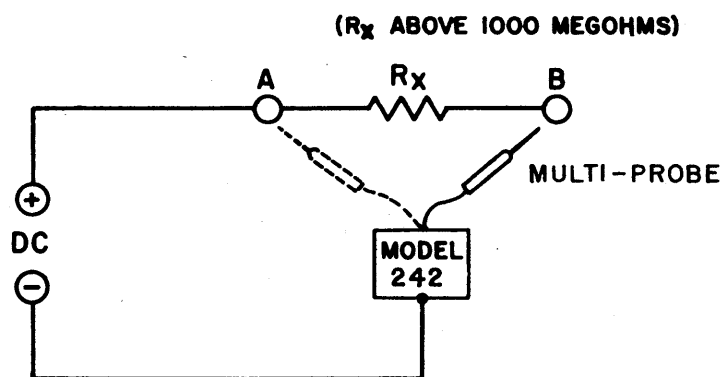 (Rx ABOVE 1000 MEGOHMS)
A
Rx
B
MULTI-PROBE
+
DC
−
MODEL
242